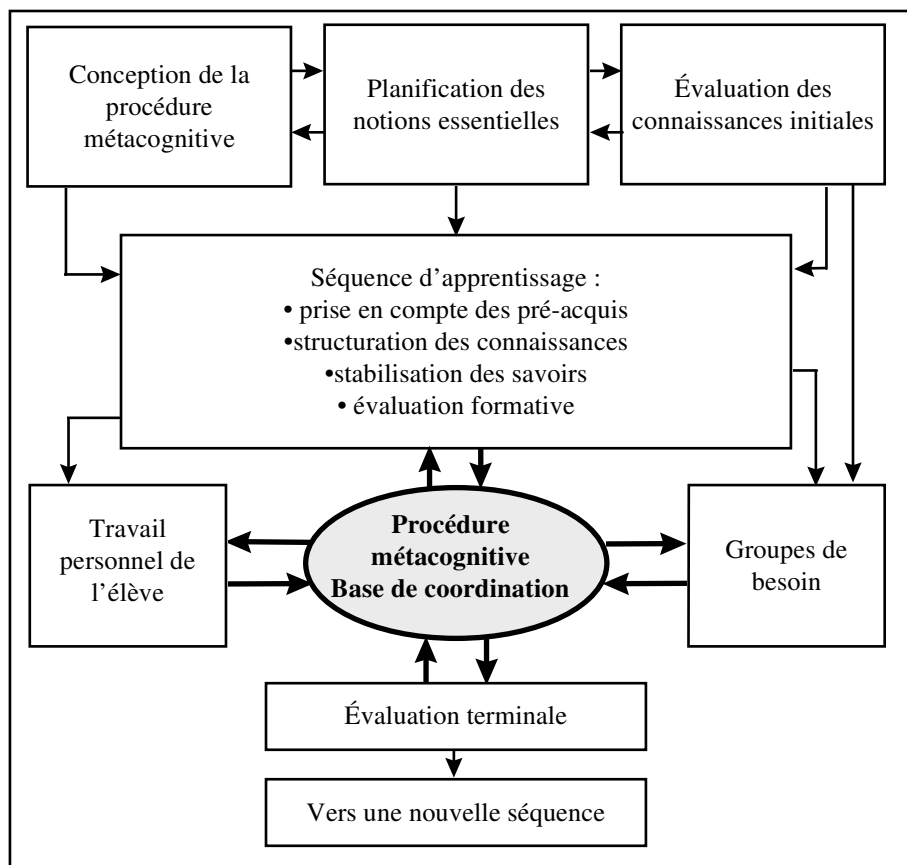 Conception de la
procédure
métacognitive
Planification des
notions essentielles
Évaluation des
connaissances initiales
Séquence d’apprentissage :
• prise en compte des pré-acquis
•structuration des connaissances
•stabilisation des savoirs
• évaluation formative
Travail
personnel de
l’élève
Procédure
métacognitive
Base de coordination
Groupes de
besoin
Évaluation terminale
Vers une nouvelle séquence